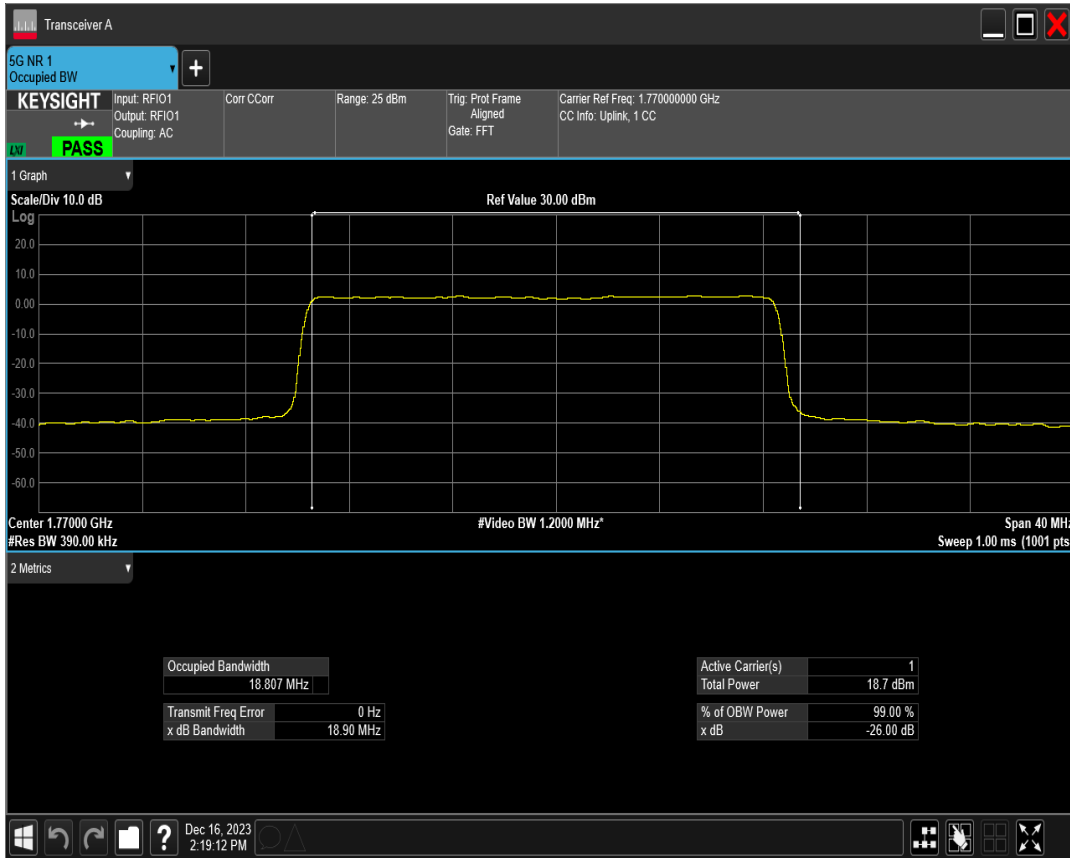 Transceiver A
5G NR 1
Occupied BW
KEYSIGHT
LXI
PASS
Input: RFIO1
Output: RFIO1
Coupling: AC
Corr CCorr
Range: 25 dBm
Trig: Prot Frame
Aligned
Gate: FFT
Carrier Ref Freq: 1.770000000 GHz
CC Info: Uplink, 1 CC
1 Graph
Scale/Div 10.0 dB
Ref Value 30.00 dBm
Log
20.0
10.0
0.00
-10.0
-20.0
-30.0
-40.0
-50.0
-60.0
Center 1.77000 GHz
#Video BW 1.2000 MHz*
Span 40 MHz
#Res BW 390.00 kHz
Sweep 1.00 ms (1001 pts
2 Metrics
Occupied Bandwidth
18.807 MHz
Transmit Freq Error 0 Hz
x dB Bandwidth 18.90 MHz
Active Carrier(s) 1
Total Power 18.7 dBm
% of OBW Power 99.00 %
x dB -26.00 dB
?
Dec 16, 2023
2:19:12 PM